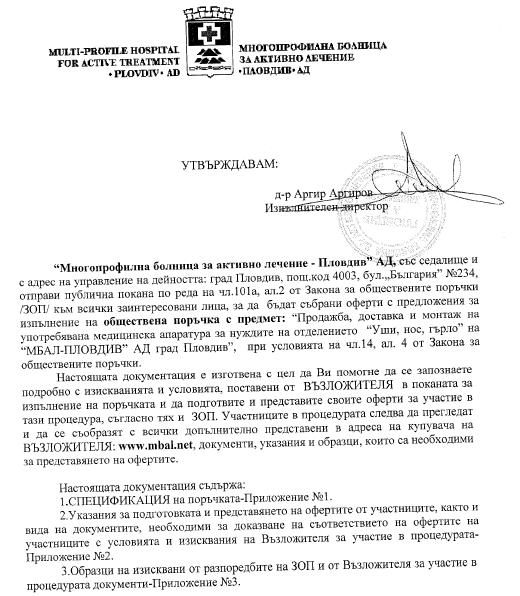 MULTI-PROFILE HOSPITAL
FOR ACTIVE TREATMENT
• PLOVDIV • AD
МНОГОПРОФИЛНА БОЛНИЦА
ЗА АКТИВНО ЛЕЧЕНИЕ
• ПЛОВДИВ • АД
УТВЪРЖДАВАМ:
д-р Аргир Аргиров
Изпълнителен директор
“Многопрофилна болница за активно лечение - Пловдив” АД, със седалище и
с адрес на управление на дейността: град Пловдив, пощ.код 4003, бул.„България” №234,
отправи публична покана по реда на чл.101а, ал.2 от Закона за обществените поръчки
/ЗОП/ към всички заинтересовани лица, за да бъдат събрани оферти с предложения за
изпълнение на обществена поръчка с предмет: “Продажба, доставка и монтаж на
употребявана медицинска апаратура за нуждите на отделението “Уши, нос, гърло” на
“МБАЛ-ПЛОВДИВ” АД град Пловдив”, при условията на чл.14, ал. 4 от Закона за
обществените поръчки.
Настоящата документация е изготвена с цел да Ви помогне да се запознаете
подробно с изискванията и условията, поставени от ВЪЗЛОЖИТЕЛЯ в поканата за
изпълнение на поръчката и да подготвите и представите своите оферти за участие в
тази процедура, съгласно тях и ЗОП. Участниците в процедурата следва да прегледат
и да се съобразят с всички допълнително представени в адреса на купувача на
ВЪЗЛОЖИТЕЛЯ: www.mbal.net, документи, указания и образци, които са необходими
за представянето на офертите.
Настоящата документация съдържа:
1.СПЕЦИФИКАЦИЯ на поръчката-Приложение №1.
2.Указания за подготовката и представянето на офертите от участниците, както и
вида на документите, необходими за доказване на съответствието на офертите на
участниците с условията и изисквания на Възложителя за участие в процедурата-
Приложение №2.
3.Образци на изисквани от разпоредбите на ЗОП и от Възложителя за участие в
процедурата документи-Приложение №3.